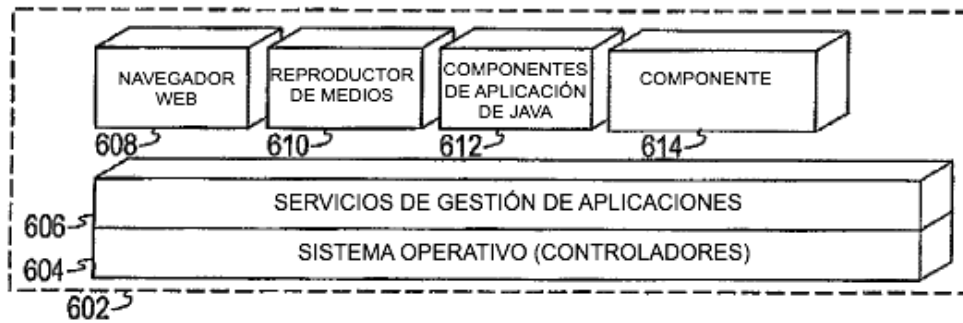 NAVEGADOR
WEB
REPRODUCTOR
DE MEDIOS
COMPONENTES
DE APLICACIÓN
DE JAVA
COMPONENTE
608
610
612
614
SERVICIOS DE GESTIÓN DE APLICACIONES
606
SISTEMA OPERATIVO (CONTROLADORES)
604
602